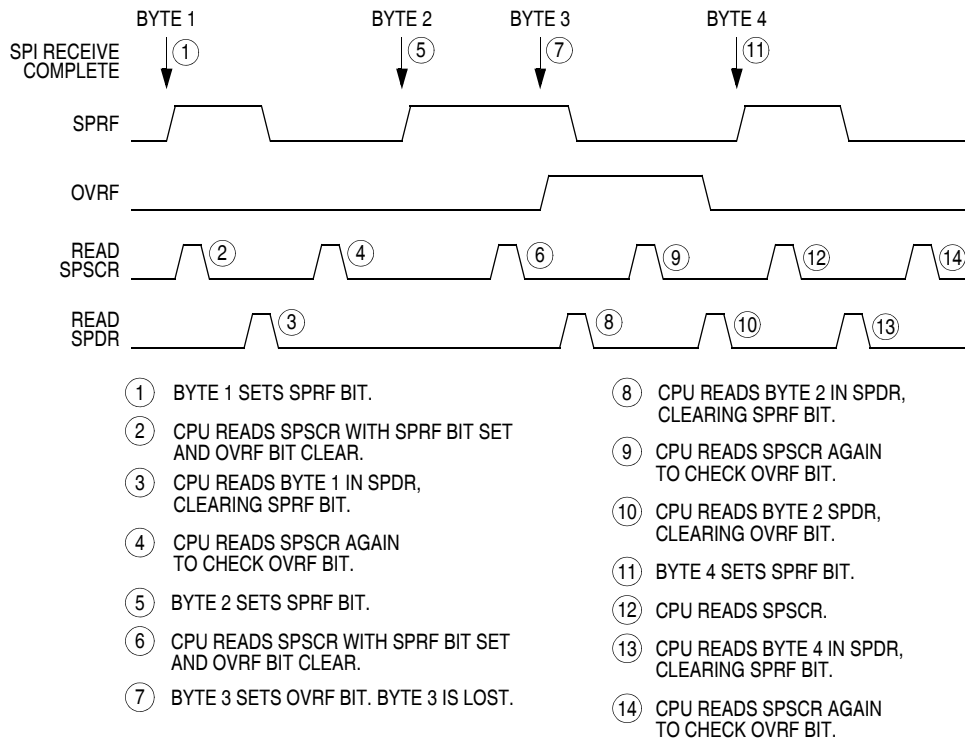 BYTE 1 BYTE 2 BYTE 3 BYTE 4
SPI RECEIVE
COMPLETE
1 5 7 11
SPRF
OVRF
READ
SPSCR
2 4 6 9 12 14
READ
SPDR
3 8 10 13
1 BYTE 1 SETS SPRF BIT.
2 CPU READS SPSCR WITH SPRF BIT SET
AND OVRF BIT CLEAR.
3 CPU READS BYTE 1 IN SPDR,
CLEARING SPRF BIT.
4 CPU READS SPSCR AGAIN
TO CHECK OVRF BIT.
5 BYTE 2 SETS SPRF BIT.
6 CPU READS SPSCR WITH SPRF BIT SET
AND OVRF BIT CLEAR.
7 BYTE 3 SETS OVRF BIT. BYTE 3 IS LOST.
8 CPU READS BYTE 2 IN SPDR,
CLEARING SPRF BIT.
9 CPU READS SPSCR AGAIN
TO CHECK OVRF BIT.
10 CPU READS BYTE 2 SPDR,
CLEARING OVRF BIT.
11 BYTE 4 SETS SPRF BIT.
12 CPU READS SPSCR.
13 CPU READS BYTE 4 IN SPDR,
CLEARING SPRF BIT.
14 CPU READS SPSCR AGAIN
TO CHECK OVRF BIT.